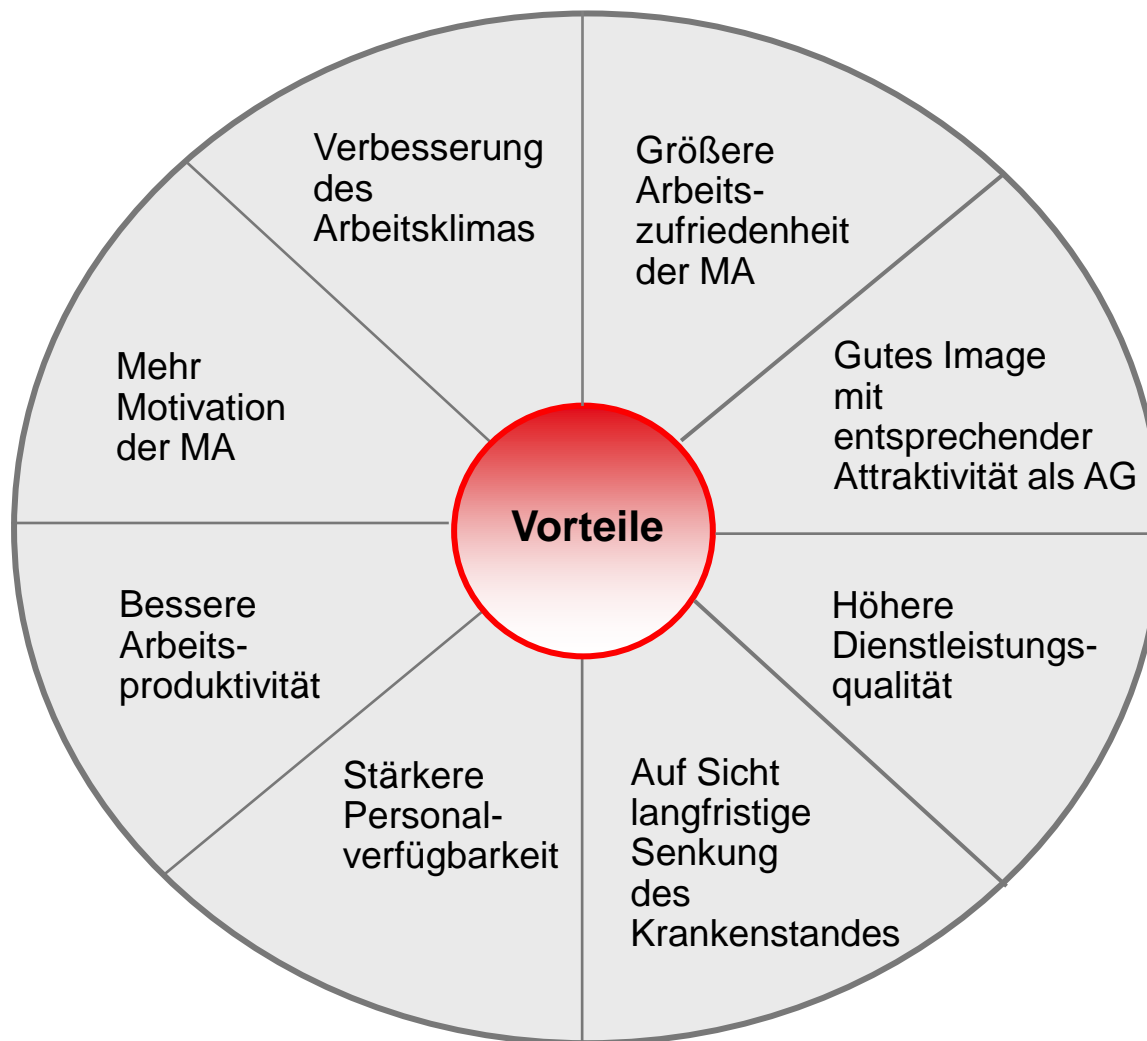 Verbesserung
des
Arbeitsklimas
Größere
Arbeits-
zufriedenheit
der MA
Gutes Image
mit
entsprechender
Attraktivität als AG
Höhere
Dienstleistungs-
qualität
Auf Sicht
langfristige
Senkung
des
Krankenstandes
Stärkere
Personal-
verfügbarkeit
Bessere
Arbeits-
produktivität
Mehr
Motivation
der MA
Vorteile